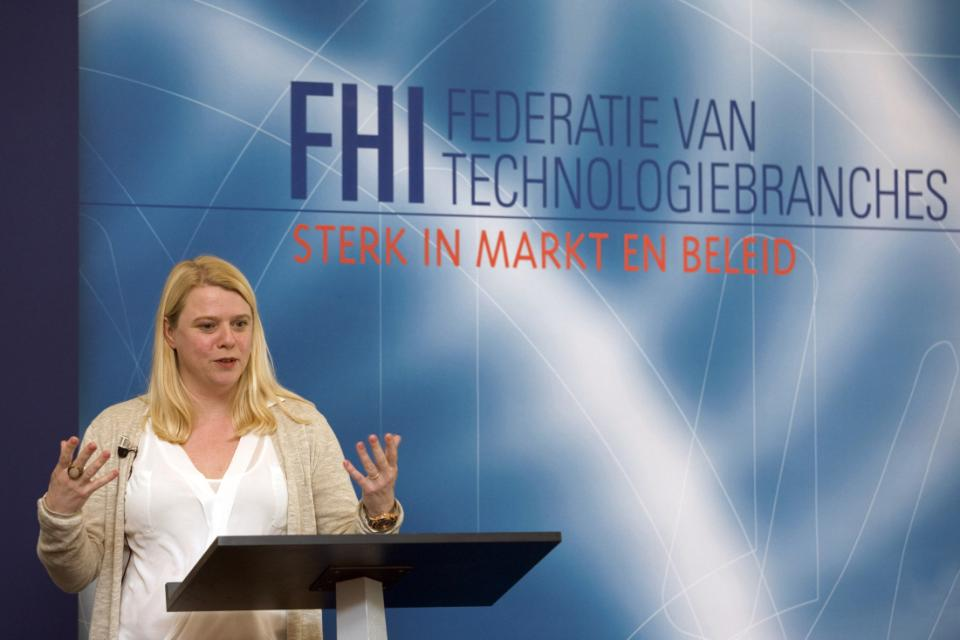 FHI FEDERATIE VAN
TECHNOLOGIEBRANCHES
STERK IN MARKT EN BELEID